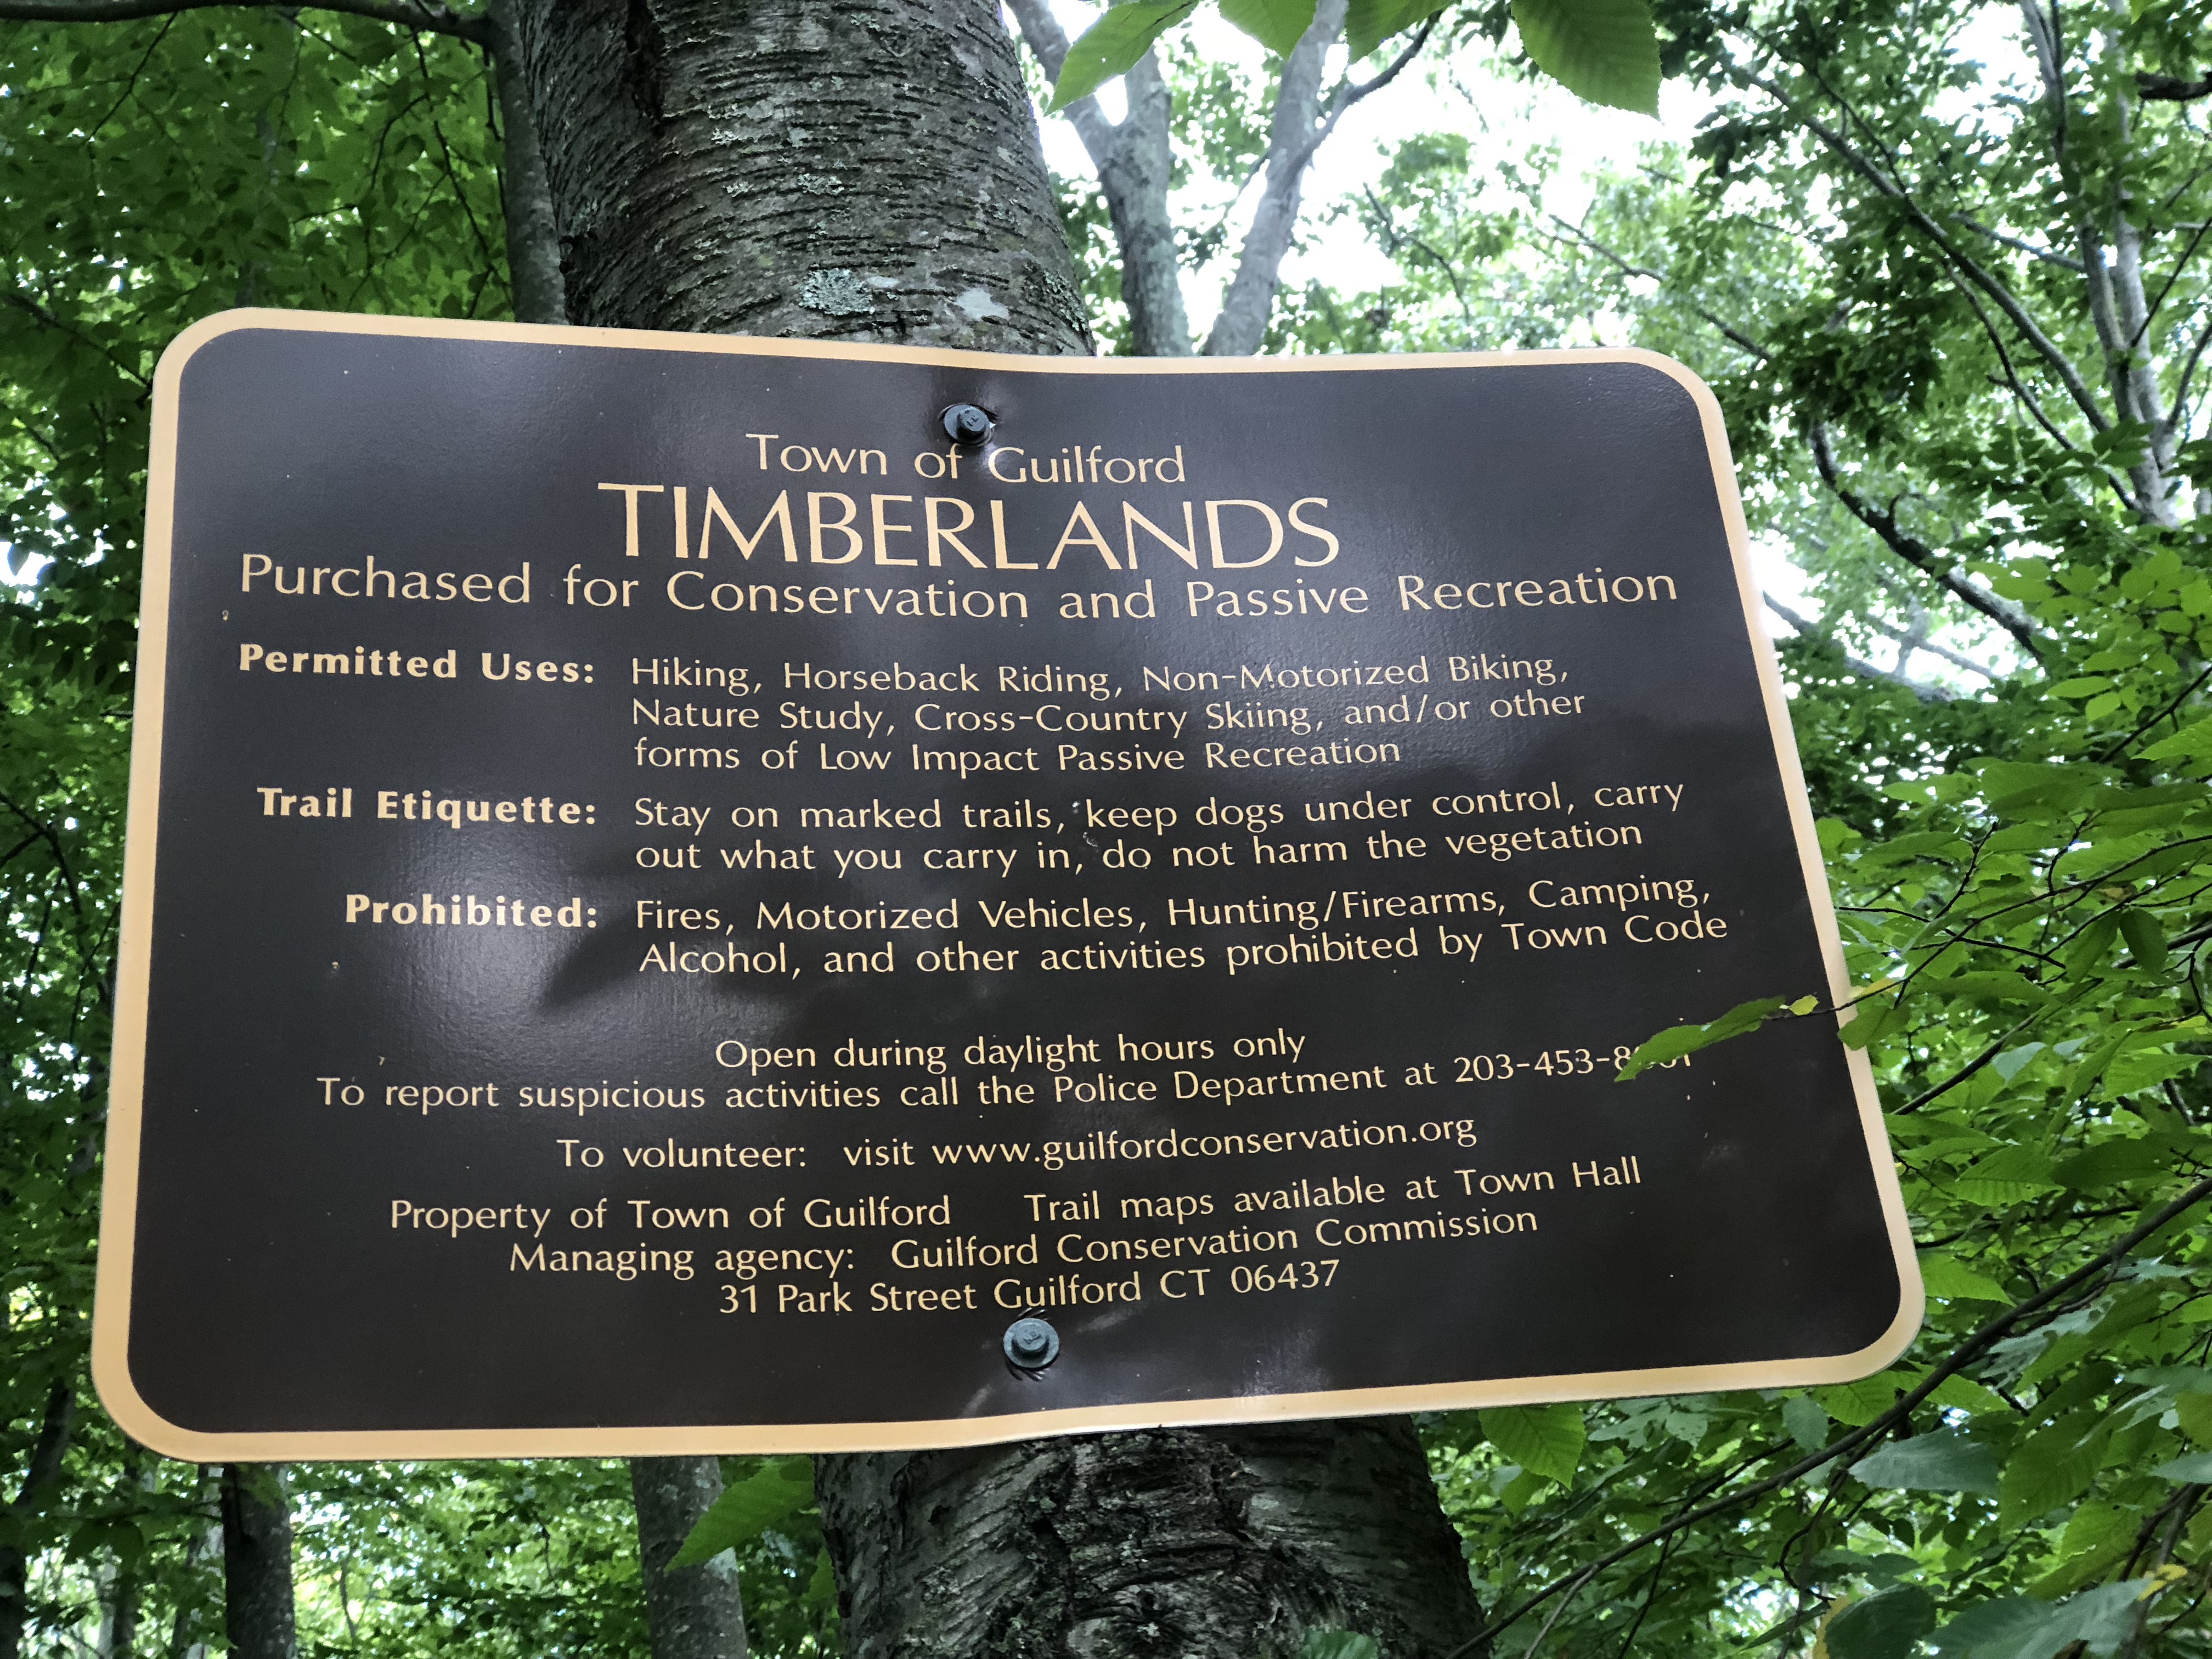 Town of Guilford
TIMBERLANDS
Purchased for Conservation and Passive Recreation
Permitted Uses: Hiking, Horseback Riding, Non-Motorized Biking,
Nature Study, Cross-Country Skiing, and/or other
forms of Low Impact Passive Recreation
Trail Etiquette: Stay on marked trails, keep dogs under control, carry
out what you carry in, do not harm the vegetation
Prohibited: Fires, Motorized Vehicles, Hunting/Firearms, Camping,
Alcohol, and other activities prohibited by Town Code
Open during daylight hours only
To report suspicious activities call the Police Department at
To volunteer: visit www.guilfordconservation.org
Property of Town of Guilford Trail maps available at Town Hall
Managing agency: Guilford Conservation Commission
31 Park Street Guilford CT 06437